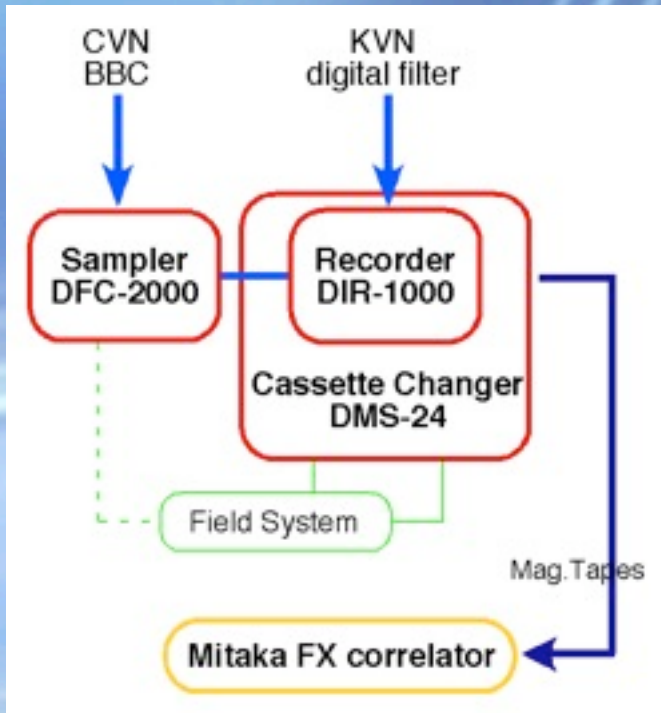 CVN
BBC
KVN
digital filter
Sampler
DFC-2000
Recorder
DIR-1000
Cassette Changer
DMS-24
Field System
Mag.Tapes
Mitaka FX correlator